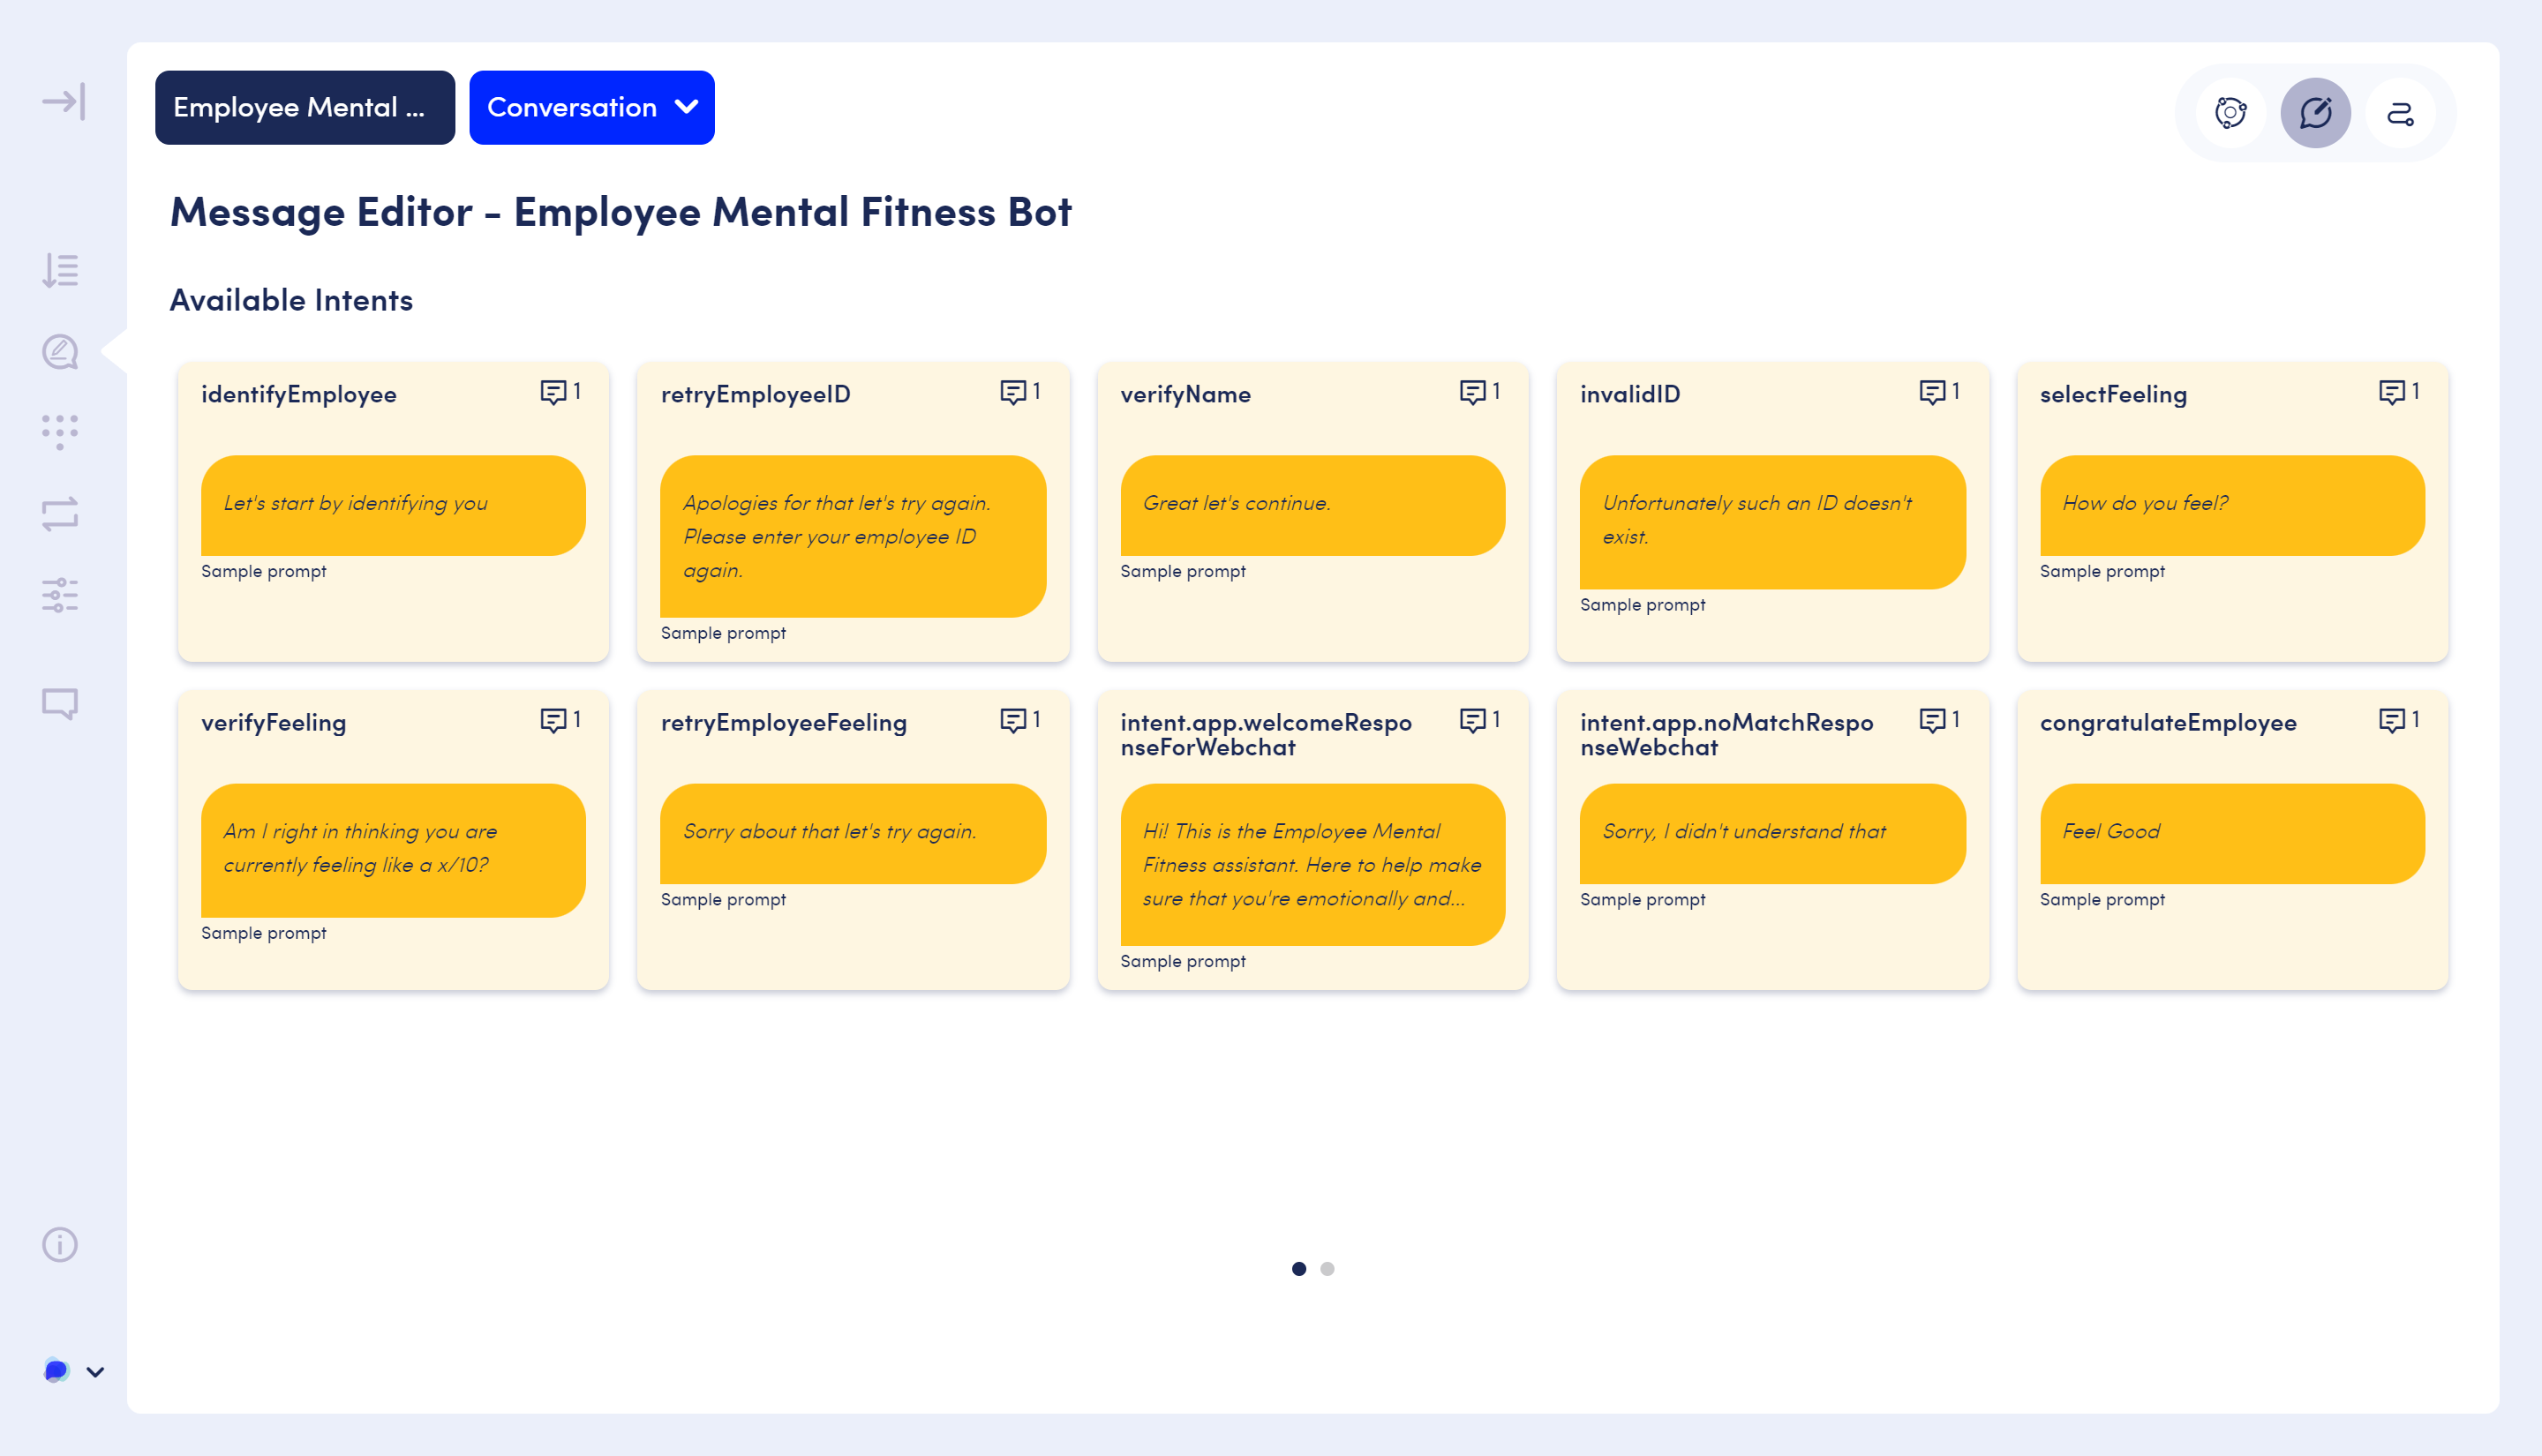 Employee Mental ...
Conversation
Message Editor - Employee Mental Fitness Bot
Available Intents
identifyEmployee 1
Let's start by identifying you
Sample prompt
retryEmployeeID 1
Apologies for that let's try again.
Please enter your employee ID
again.
Sample prompt
verifyName 1
Great let's continue.
Sample prompt
invalidID 1
Unfortunately such an ID doesn't
exist.
Sample prompt
selectFeeling 1
How do you feel?
Sample prompt
verifyFeeling 1
Am I right in thinking you are
currently feeling like a x/10?
Sample prompt
retryEmployeeFeeling 1
Sorry about that let's try again.
Sample prompt
intent.app.welcomeRespo 1
nseForWebchat
Hi! This is the Employee Mental
Fitness assistant. Here to help make
sure that you're emotionally and...
Sample prompt
intent.app.noMatchRespo 1
nseWebchat
Sorry, I didn't understand that
Sample prompt
congratulateEmployee 1
Feel Good
Sample prompt